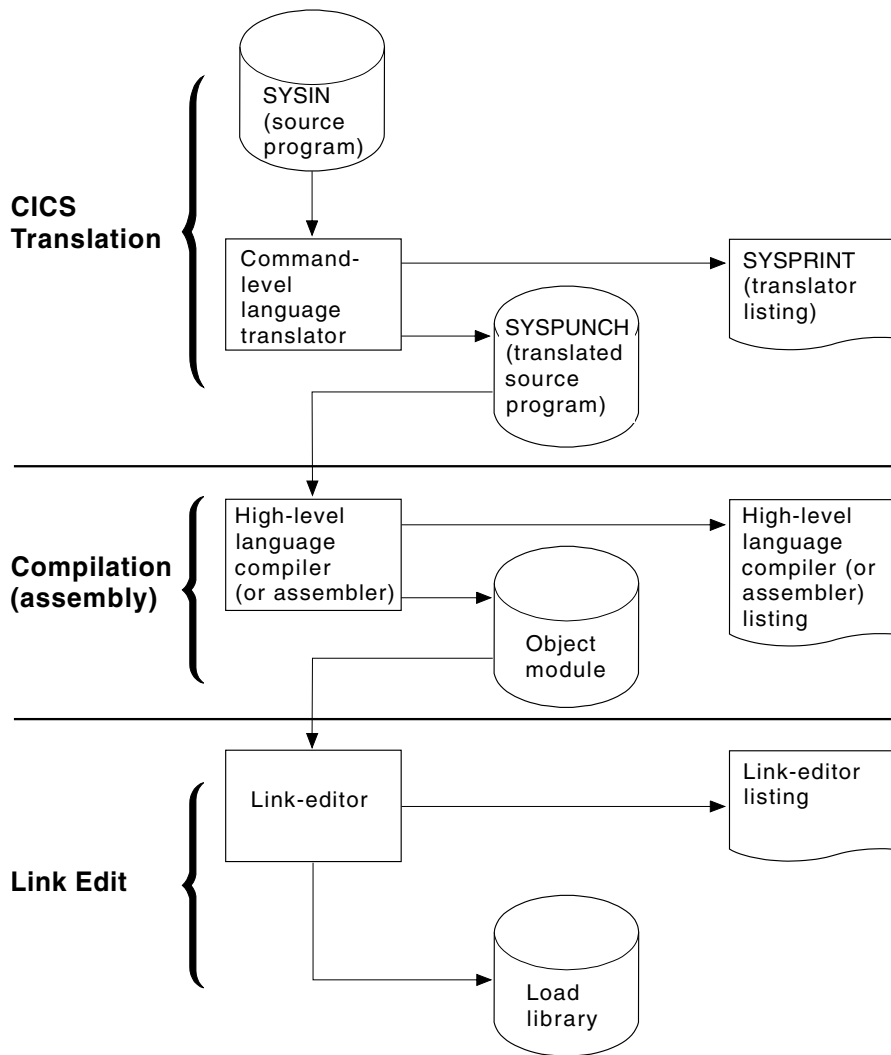 SYSIN
(source
program)
CICS
Translation
Command-
level
language
translator
SYSPRINT
(translator
listing)
SYSPUNCH
(translated
source
program)
High-level
language
compiler
(or assembler)
High-level
language
compiler (or
assembler)
listing
Compilation
(assembly)
Object
module
Link-editor
Link-editor
listing
Link Edit
Load
library